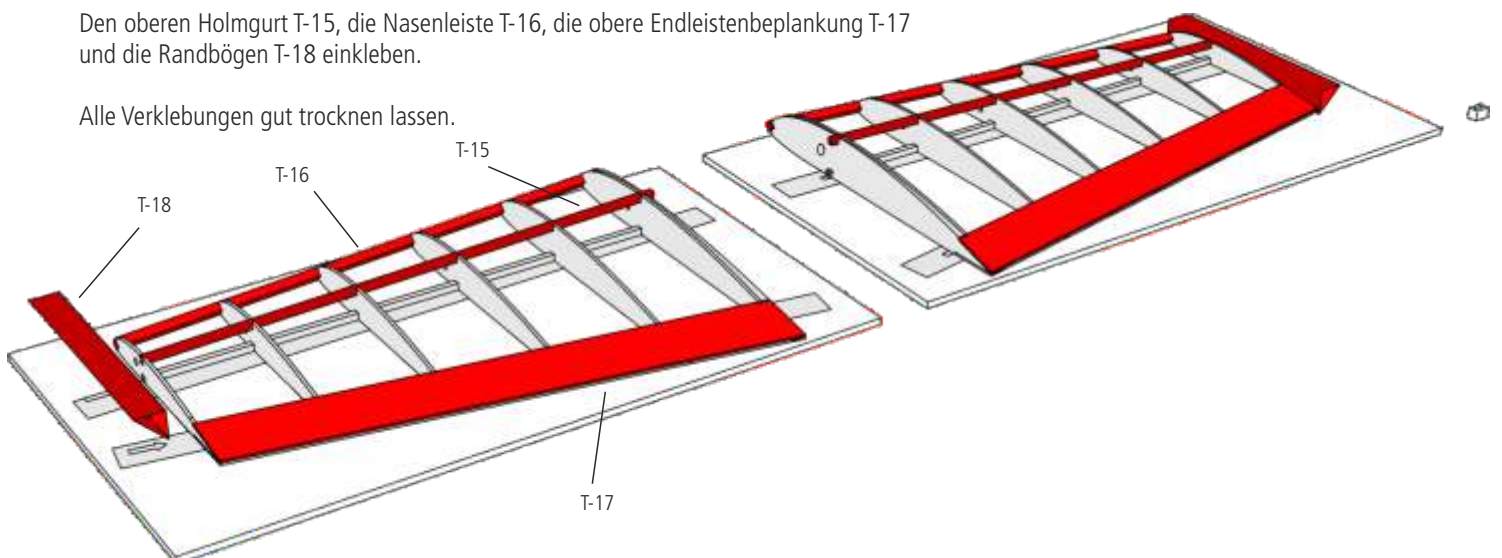 Den oberen Holmgurt T-15, die Nasenleiste T-16, die obere Endleistenbeplankung T-17
und die Randbögen T-18 einkleben.
Alle Verklebungen gut trocknen lassen.
T-15
T-16
T-18
T-17